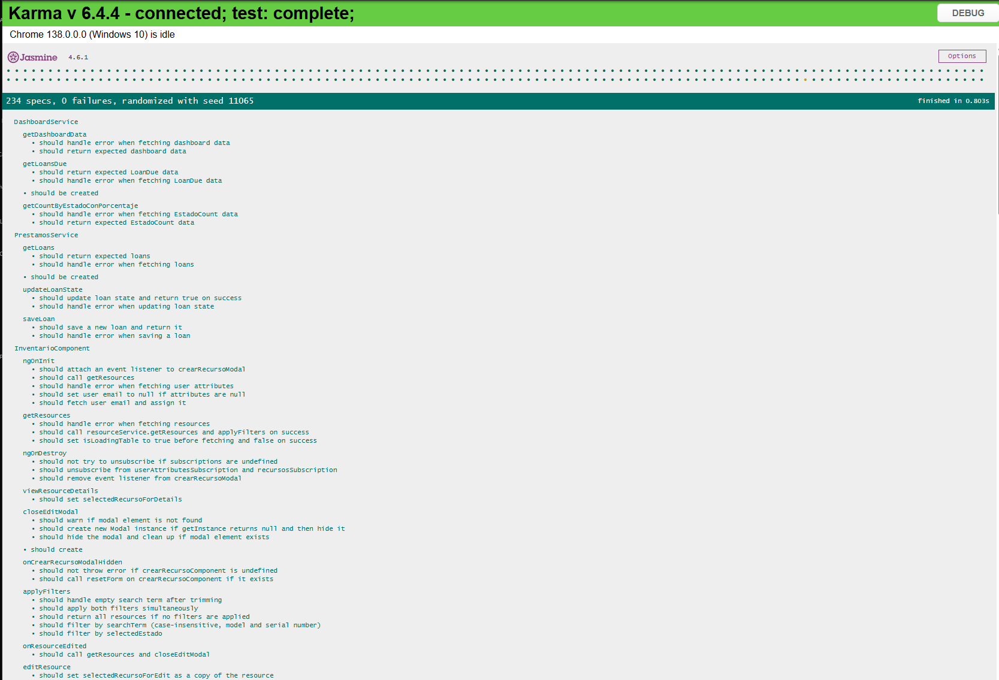 Karma v 6.4.4 - connected; test: complete;
DEBUG
Chrome 138.0.0.0 (Windows 10) is idle
Jasmine 4.6.1
Options
234 specs, 0 failures, randomized with seed 11065
finished in 0.803s
DashboardService
getDashboardData
• should handle error when fetching dashboard data
• should return expected dashboard data
getLoansDue
• should return expected LoanDue data
• should handle error when fetching LoanDue data
• should be created
getCountByEstadoConPorcentaje
• should handle error when fetching EstadoCount data
• should return expected EstadoCount data
PrestamosService
getLoans
• should return expected loans
• should handle error when fetching loans
• should be created
updateLoanState
• should update loan state and return true on success
• should handle error when updating loan state
saveLoan
• should save a new loan and return it
• should handle error when saving a loan
InventarioComponent
ngOnInit
• should attach an event listener to crearRecursoModal
• should call getResources
• should handle error when fetching user attributes
• should set user email to null if attributes are null
• should fetch user email and assign it
getResources
• should handle error when fetching resources
• should call resourceService.getResources and applyFilters on success
• should set isLoadingTable to true before fetching and false on success
ngOnDestroy
• should not try to unsubscribe if subscriptions are undefined
• should unsubscribe from userAttributesSubscription and recursosSubscription
• should remove event listener from crearRecursoModal
viewResourceDetails
• should set selectedRecursoForDetails
closeEditModal
• should warn if modal element is not found
• should create new Modal instance if getInstance returns null and then hide it
• should hide the modal and clean up if modal element exists
• should create
onCrearRecursoModalHidden
• should not throw error if crearRecursoComponent is undefined
• should call resetForm on crearRecursoComponent if it exists
applyFilters
• should handle empty search term after trimming
• should apply both filters simultaneously
• should return all resources if no filters are applied
• should filter by searchTerm (case-insensitive, model and serial number)
• should filter by selectedEstado
onResourceEdited
• should call getResources and closeEditModal
editResource
• should set selectedRecursoForEdit as a copy of the resource